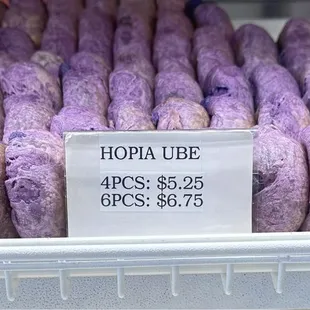 HOPIA UBE
4PCS: $5.25
6PCS: $6.75